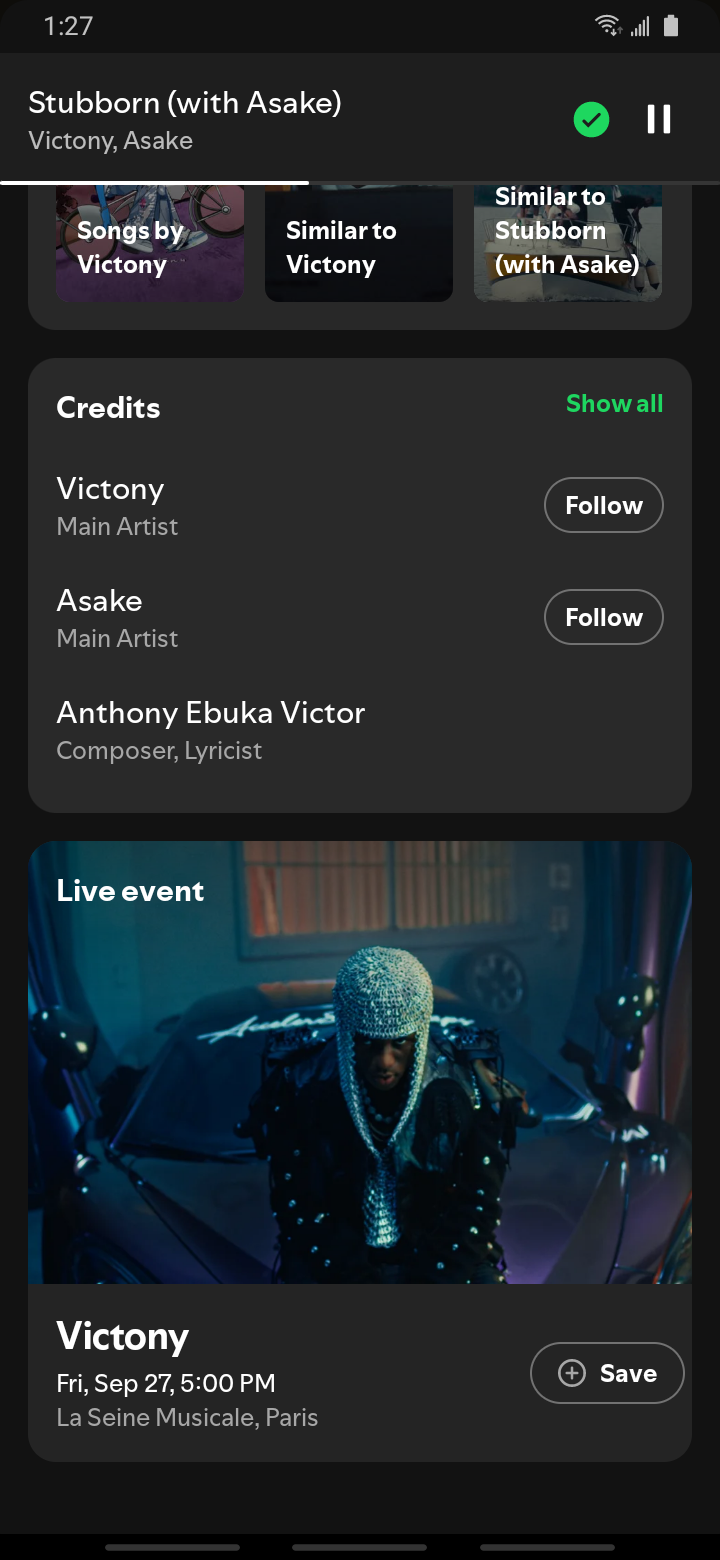 1:27
Stubborn (with Asake)
Victony, Asake
Songs by
Victony
Similar to
Victony
Similar to
Stubborn
(with Asake)
Credits
Show all
Victony
Main Artist
Follow
Asake
Main Artist
Follow
Anthony Ebuka Victor
Composer, Lyricist
Live event
Victony
Fri, Sep 27, 5:00 PM
La Seine Musicale, Paris
Save